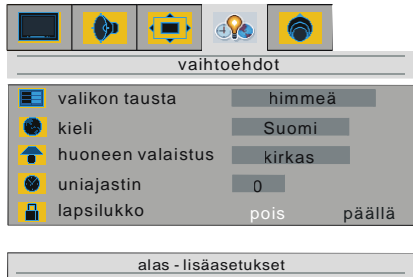 vaihtoehdot
valikon tausta himmeä
kieli Suomi
huoneen valaistus kirkas
uniajastin 0
lapsilukko pois päällä
alas - lisäasetukset